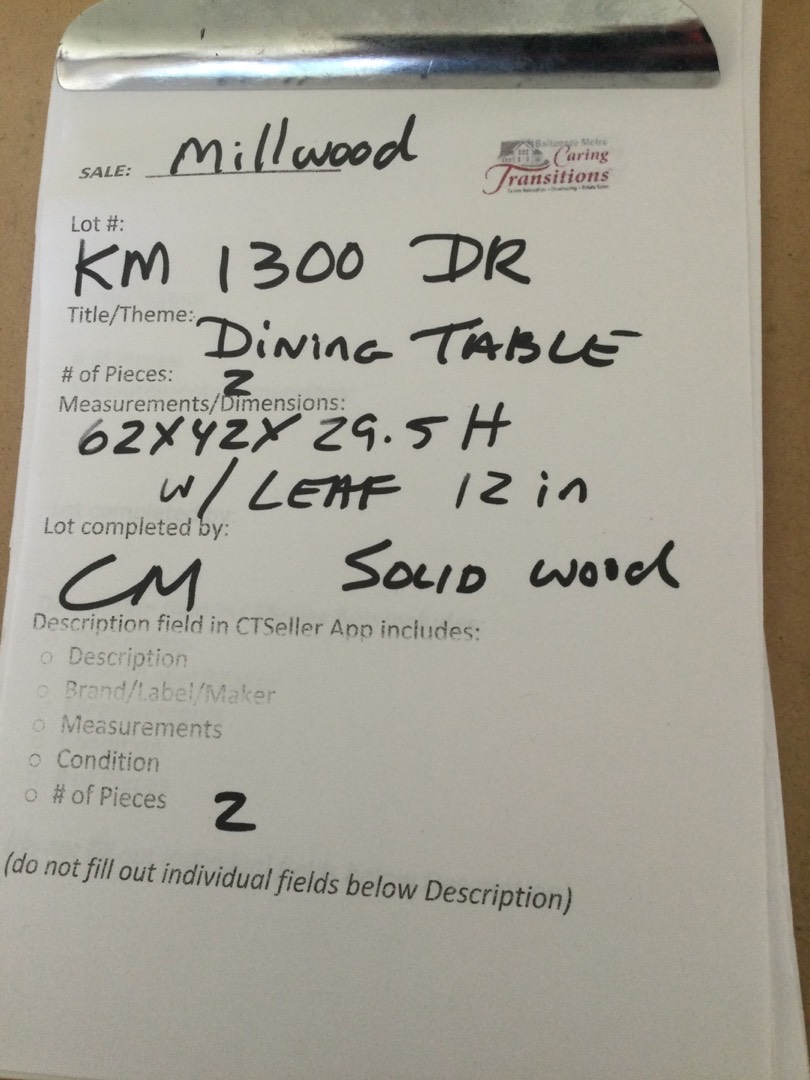 SALE: Millwood
Baltimore Metro
Caring
Transitions
Lot #:
KM 1300 DR
Title/Theme: DiNiNG TABLE
# of Pieces: 2
Measurements/Dimensions:
62X42X 29.5 H
W/ LEAF 12 in
Lot completed by:
CM SOLID wood
Description field in CTSeller App includes:
○ Description
○ Brand/Label/Maker
○ Measurements
○ Condition
○ # of Pieces 2
(do not fill out individual fields below Description)